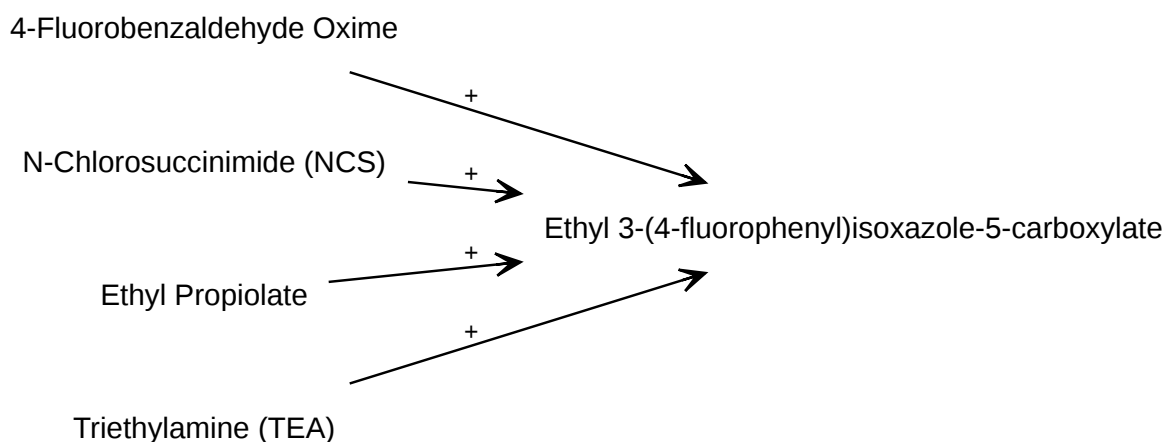 4-Fluorobenzaldehyde Oxime
+
N-Chlorosuccinimide (NCS)
+
Ethyl 3-(4-fluorophenyl)isoxazole-5-carboxylate
+
Ethyl Propiolate
+
Triethylamine (TEA)